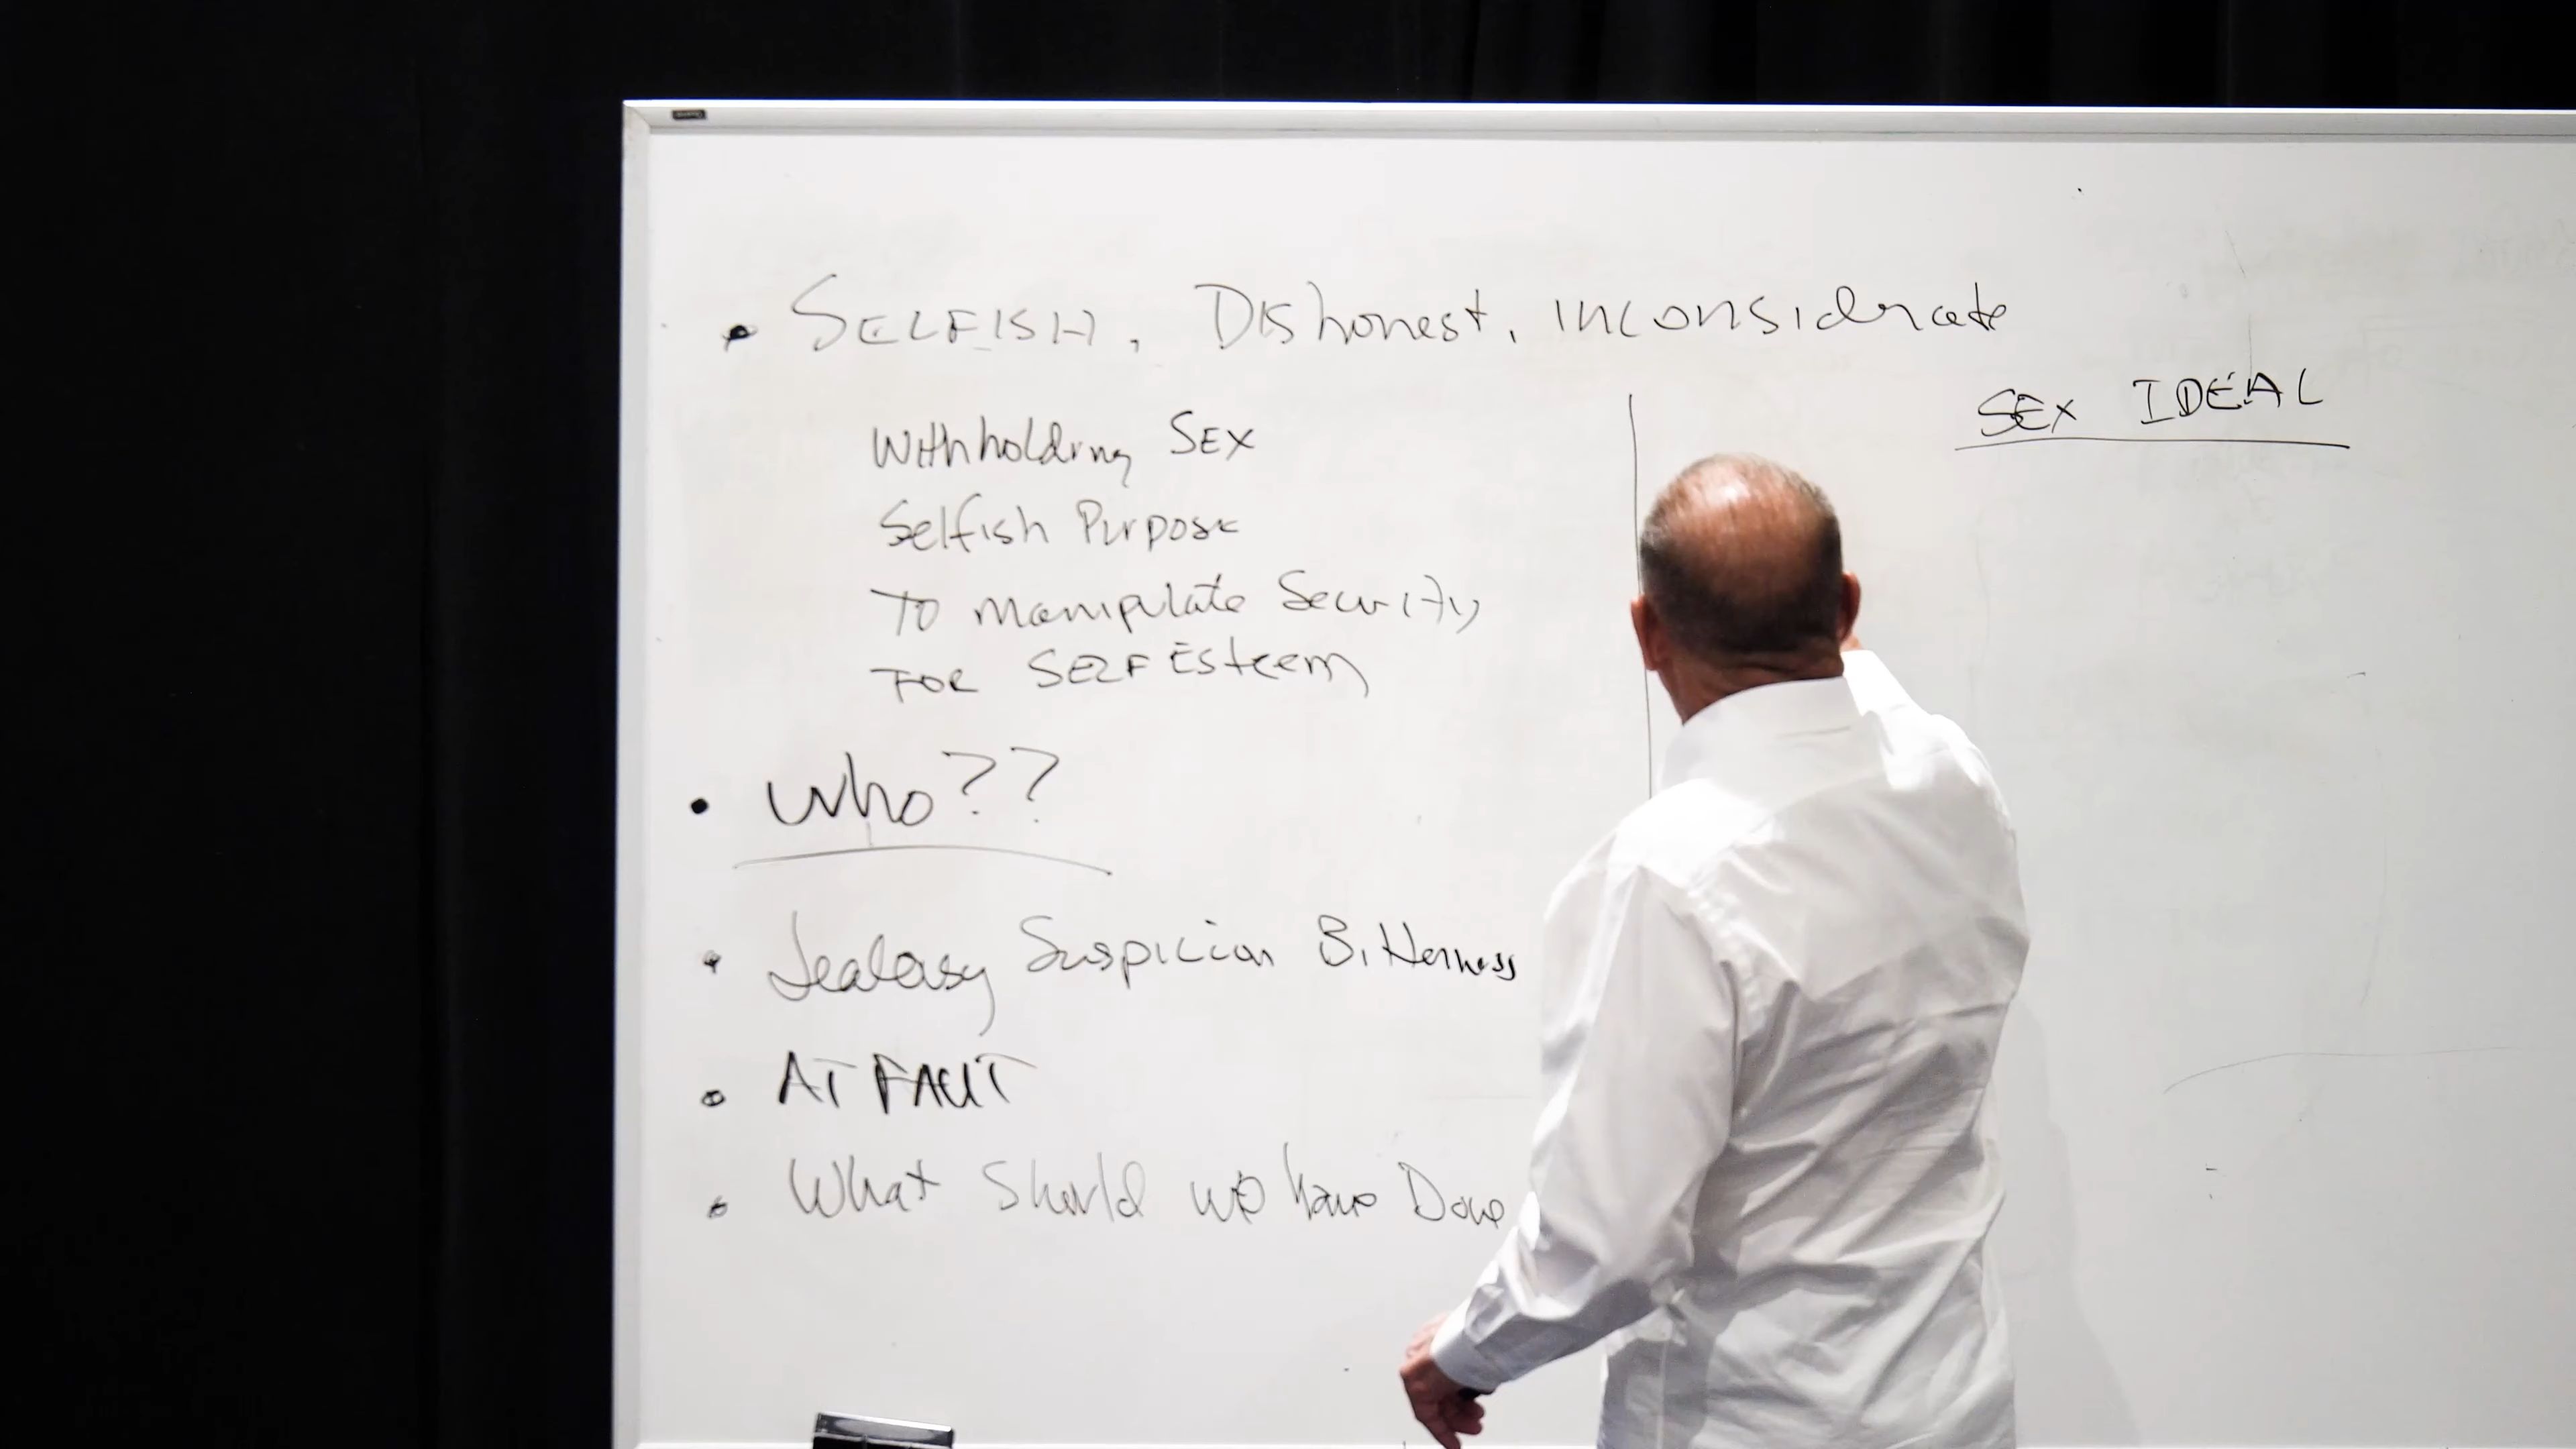 • SELFISH, Dishonest, inconsiderate
Withholding SEX
Selfish Purpose
To manipulate Security
FOR SELF ESteem
• Who??
• Jealousy Suspicion Bitterness
• AT FAULT
• What Should we have Done
SEX IDEAL